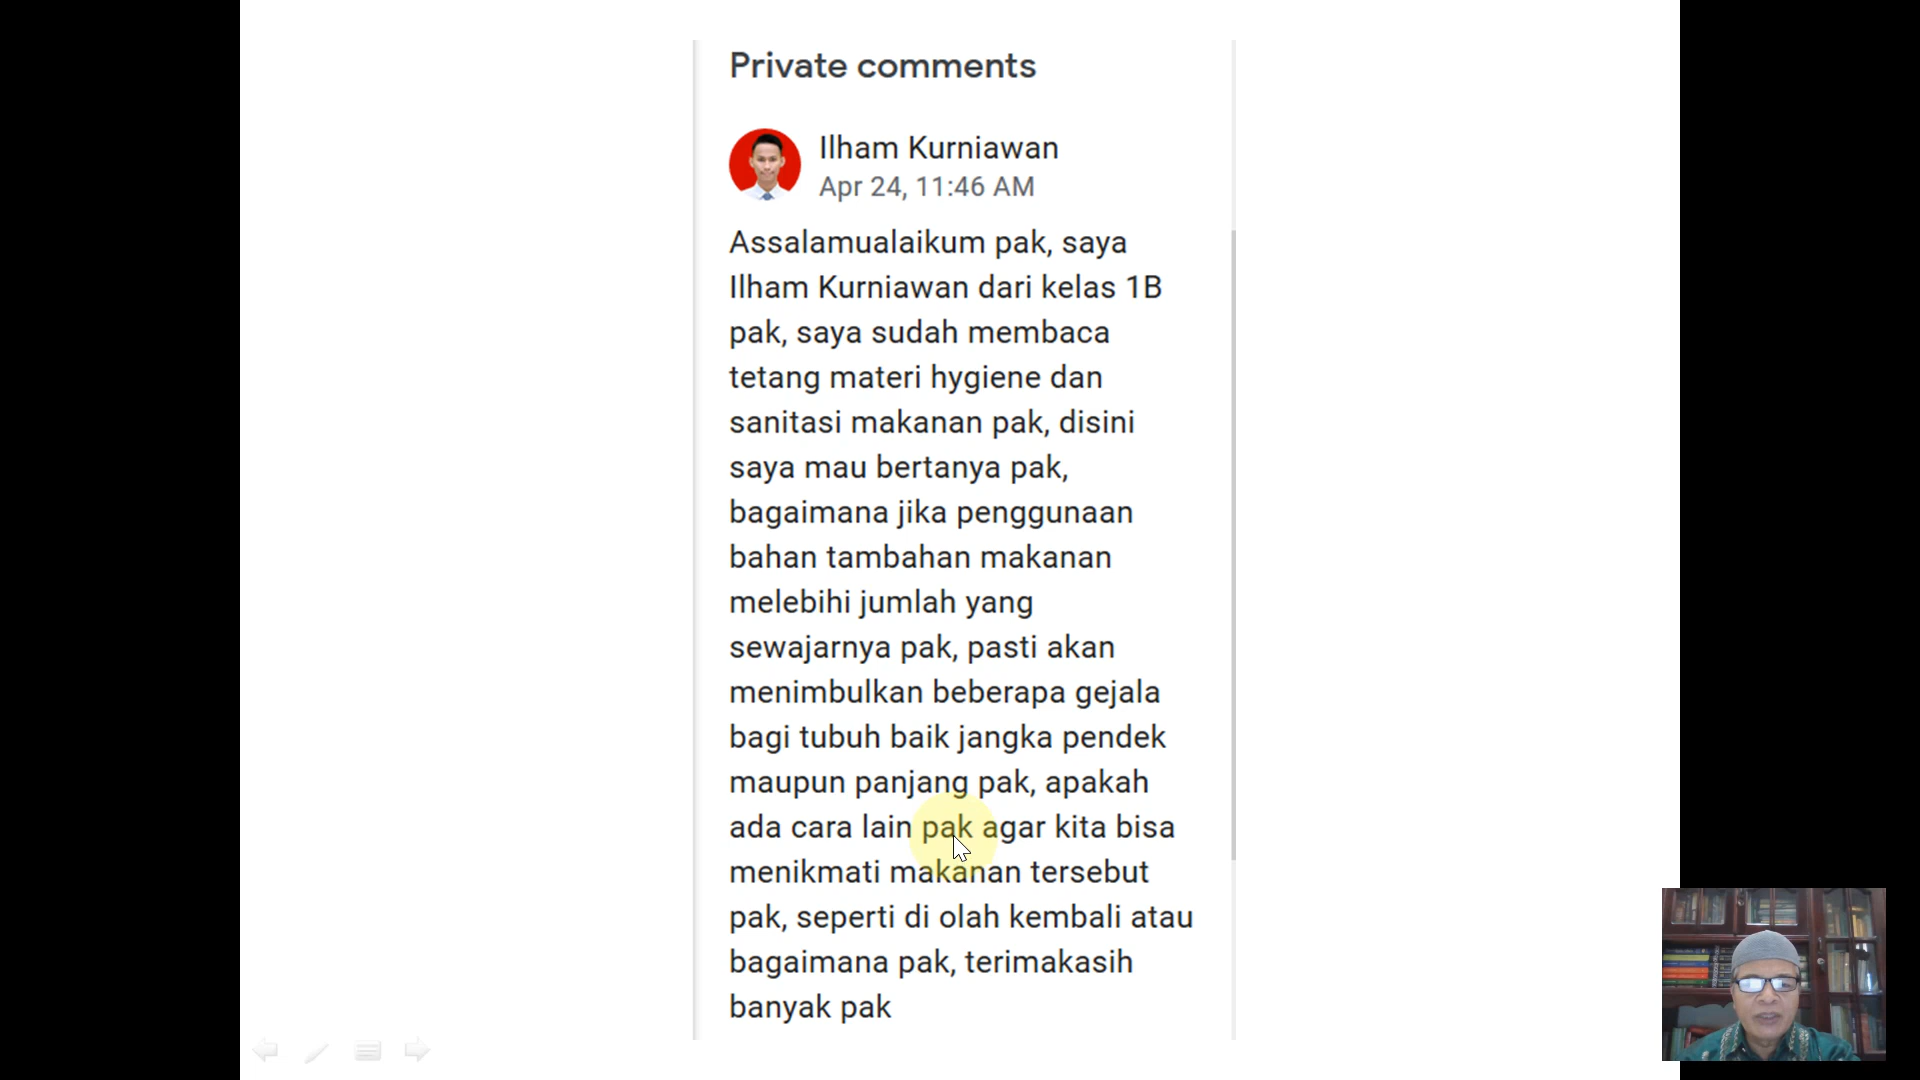 Private comments
Ilham Kurniawan
Apr 24, 11:46 AM
Assalamualaikum pak, saya
Ilham Kurniawan dari kelas 1B
pak, saya sudah membaca
tetang materi hygiene dan
sanitasi makanan pak, disini
saya mau bertanya pak,
bagaimana jika penggunaan
bahan tambahan makanan
melebihi jumlah yang
sewajarnya pak, pasti akan
menimbulkan beberapa gejala
bagi tubuh baik jangka pendek
maupun panjang pak, apakah
ada cara lain pak agar kita bisa
menikmati makanan tersebut
pak, seperti di olah kembali atau
bagaimana pak, terimakasih
banyak pak